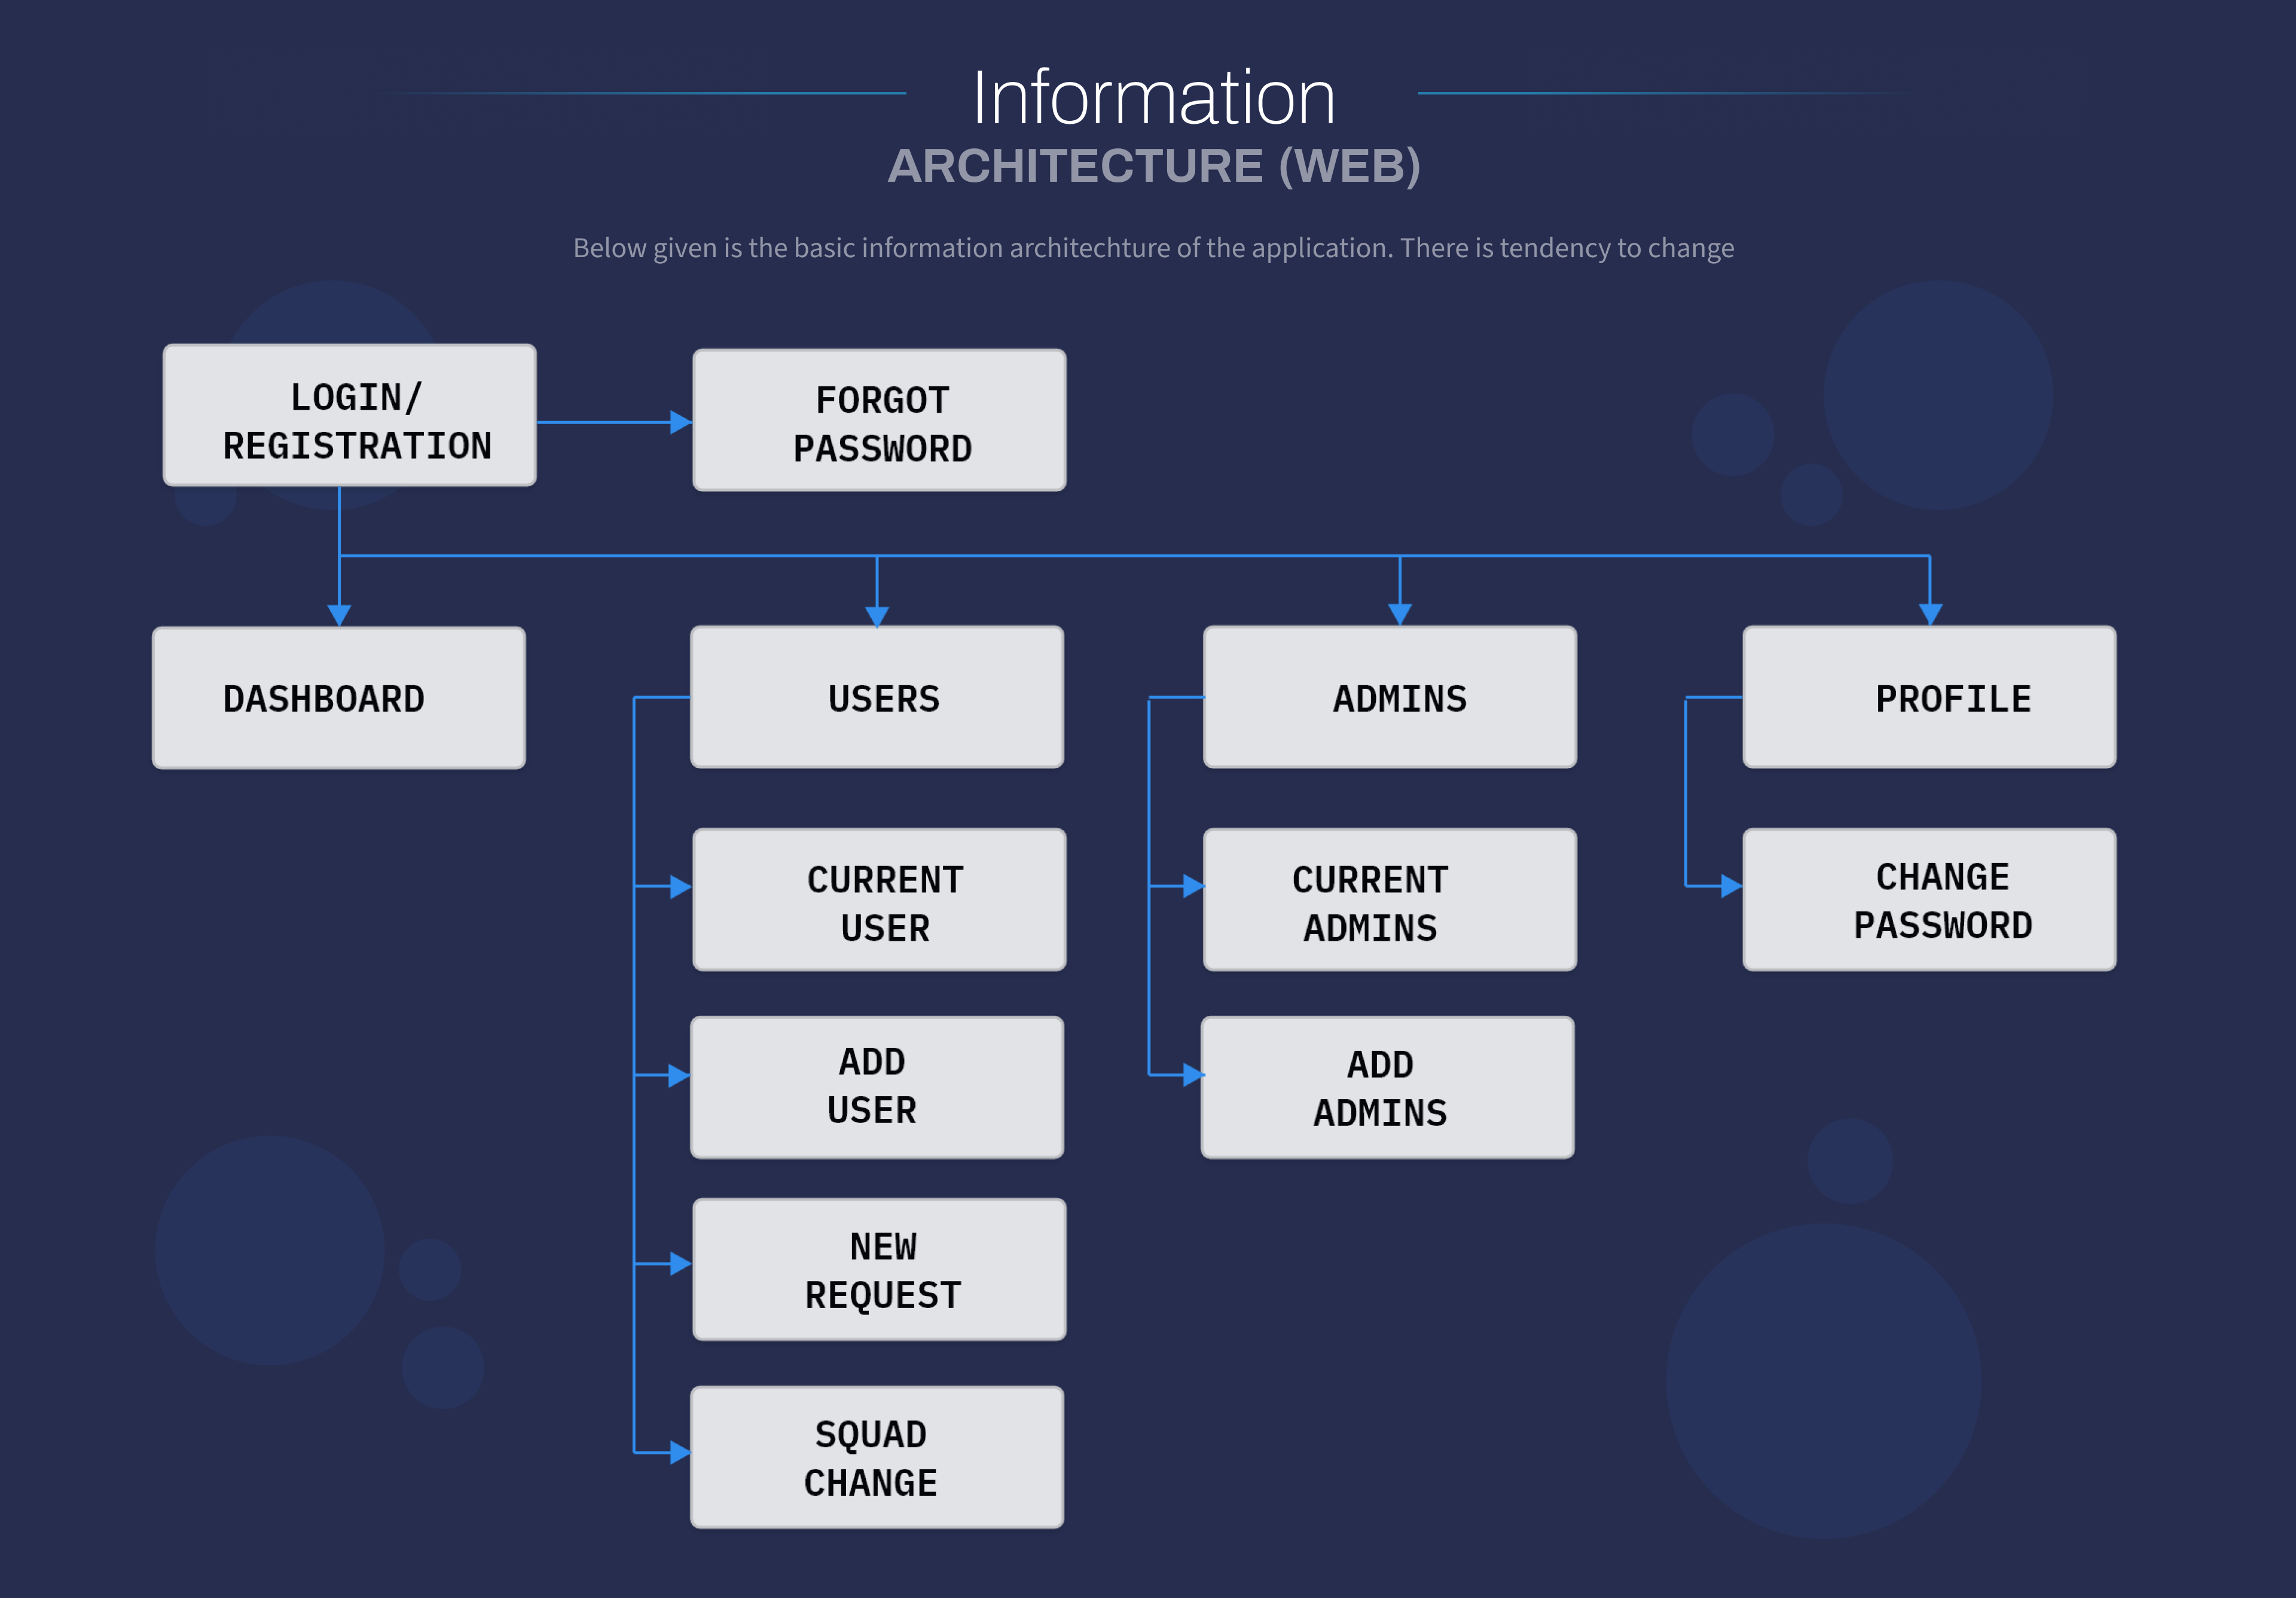 Information
ARCHITECTURE (WEB)
Below given is the basic information architechture of the application. There is tendency to change
LOGIN/
REGISTRATION
FORGOT
PASSWORD
DASHBOARD
USERS
ADMINS
PROFILE
CURRENT
USER
CURRENT
ADMINS
CHANGE
PASSWORD
ADD
USER
ADD
ADMINS
NEW
REQUEST
SQUAD
CHANGE